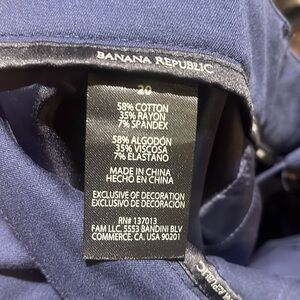 BANANA REPUBLIC
20
58% COTTON
35% RAYON
7% SPANDEX
58% ALGODÓN
35% VISCOSA
7% ELASTANO
MADE IN CHINA
HECHO EN CHINA
EXCLUSIVE OF DECORATION
EXCLUSIVO DE DECORACIÓN
RN# 137013
FAM LLC. 5553 BANDINI BLV
COMMERCE, CA, USA 90201
REPUBLIC